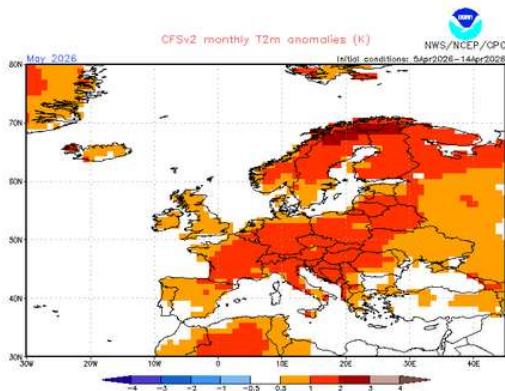 NOAA
CFSv2 monthly T2m anomalies (K)
NWS/NCEP/CPC
May 2026
Initial conditions: 5Apr2026-14Apr2026
80N
70N
60N
50N
40N
30N
30W 20W 10W 0 10E 20E 30E 40E
-4 -3 -2 -1 -0.5 0.5 1 2 3 4